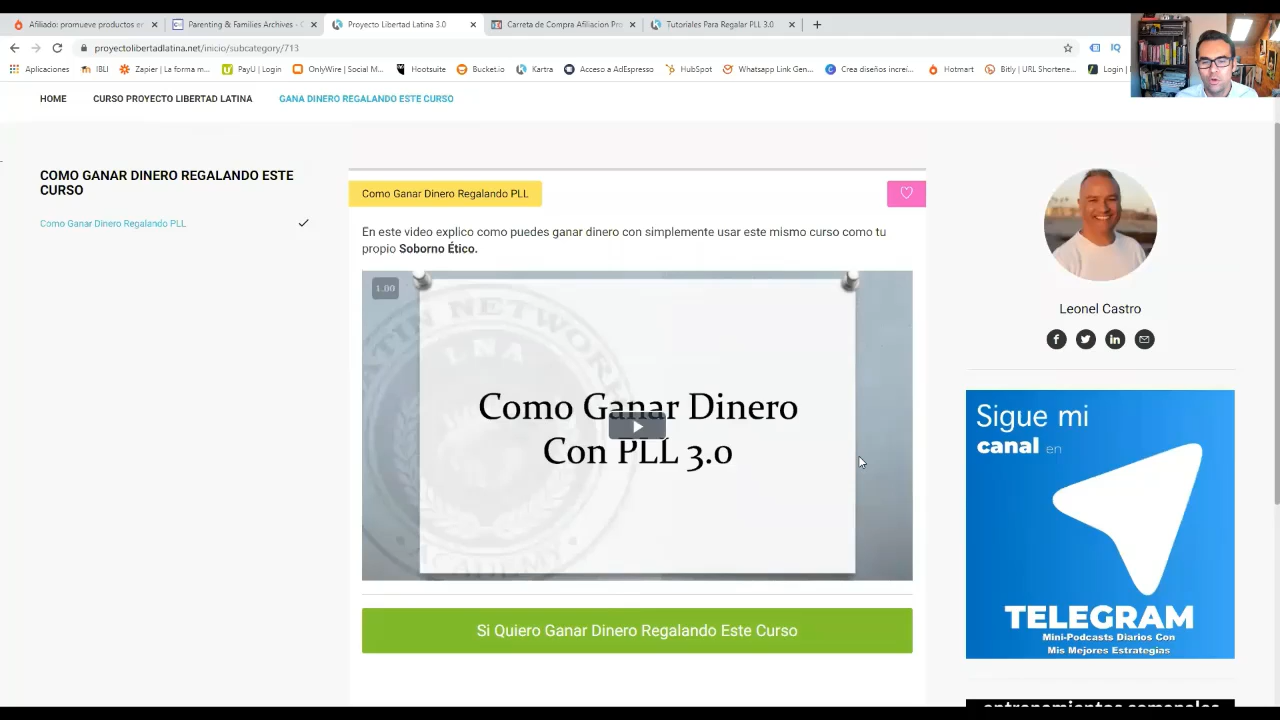 Afiliado: promueve productos e
Parenting & Families Archives - C
Proyecto Libertad Latina 3.0
Carreta de Compra Afiliacion Pro
Tutoriales Para Regalar PLL 3.0
proyectolibertadlatina.net/inicio/subcategory/713
IQ
Aplicaciones
IBLI
Zapier | La forma m...
PayU | Login
OnlyWire | Social M...
Hootsuite
Bucket.io
Kartra
Acceso a AdEspresso
HubSpot
Whatsapp Link Gen...
Crea diseños increí...
Hotmart
Bitly | URL Shortene...
Login |
HOME
CURSO PROYECTO LIBERTAD LATINA
GANA DINERO REGALANDO ESTE CURSO
COMO GANAR DINERO REGALANDO ESTE
CURSO
Como Ganar Dinero Regalando PLL
Como Ganar Dinero Regalando PLL
En este video explico como puedes ganar dinero con simplemente usar este mismo curso como tu
propio Soborno Ético.
1.00
LATIN NETWORK
Como Ganar Dinero
Con PLL 3.0
Si Quiero Ganar Dinero Regalando Este Curso
Leonel Castro
Sigue mi
canal en
TELEGRAM
Mini-Podcasts Diarios Con
Mis Mejores Estrategias